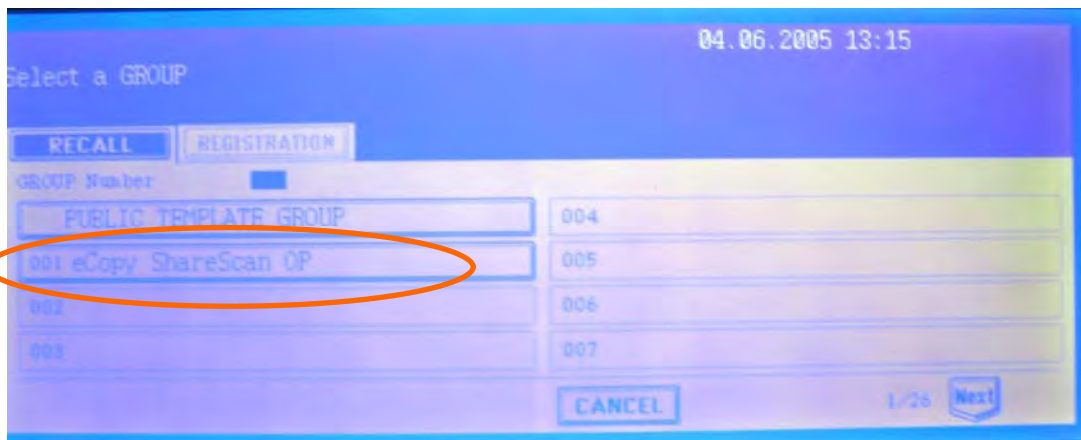 04.06.2005 13:15
Select a GROUP
RECALL REGISTRATION
GROUP Number
PUBLIC TEMPLATE GROUP
001 eCopy ShareScan OP
002
003
004
005
006
007
CANCEL 1/26 Next